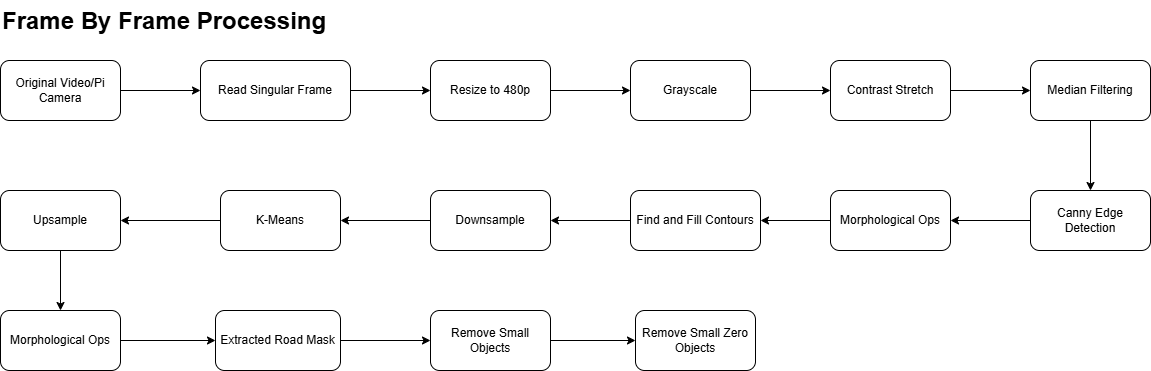 Frame By Frame Processing
Original Video/Pi
Camera
Read Singular Frame
Resize to 480p
Grayscale
Contrast Stretch
Median Filtering
Canny Edge
Detection
Morphological Ops
Find and Fill Contours
Downsample
K-Means
Upsample
Morphological Ops
Extracted Road Mask
Remove Small
Objects
Remove Small Zero
Objects